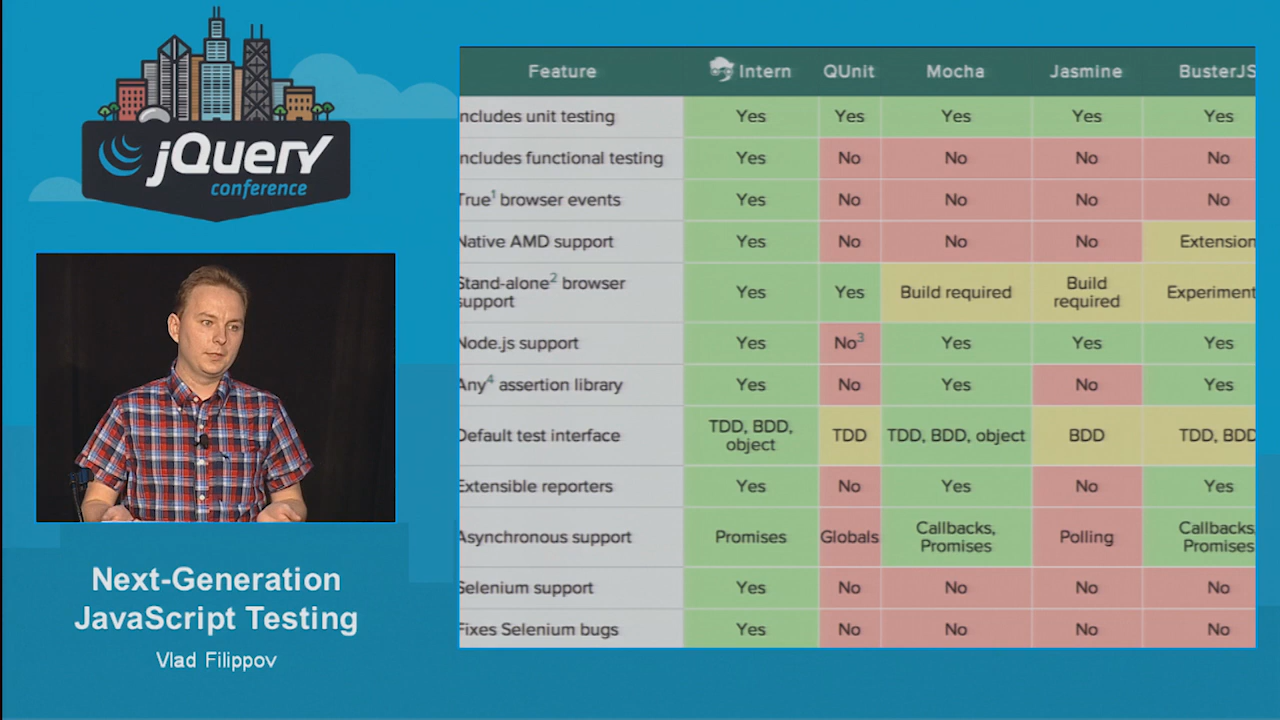 jQuery
conference
Next-Generation
JavaScript Testing
Vlad Filippov
Feature Intern QUnit Mocha Jasmine BusterJS
ncludes unit testing Yes Yes Yes Yes Yes
ncludes functional testing Yes No No No No
True1 browser events Yes No No No No
Native AMD support Yes No No No Extension
Stand-alone2 browser support Yes Yes Build required Build required Experiment
Node.js support Yes No3 Yes Yes Yes
Any4 assertion library Yes No Yes No Yes
Default test interface TDD, BDD, object TDD TDD, BDD, object BDD TDD, BDD
Extensible reporters Yes No Yes No Yes
Asynchronous support Promises Globals Callbacks, Promises Polling Callbacks, Promises
Selenium support Yes No No No No
Fixes Selenium bugs Yes No No No No